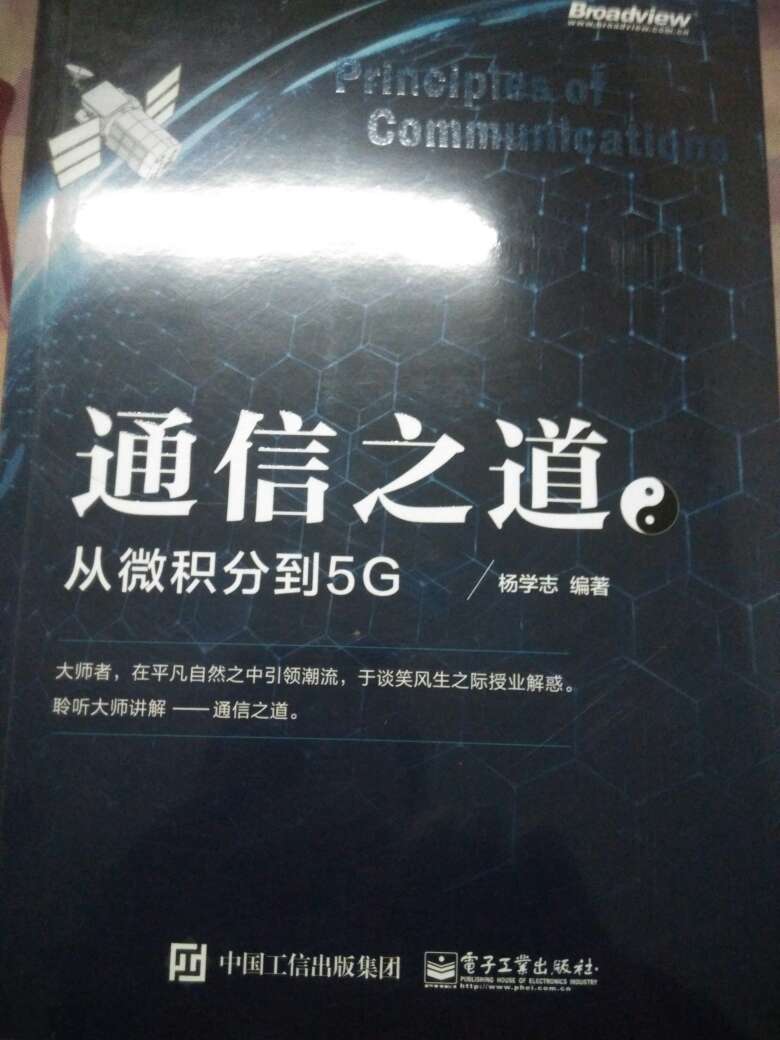 Broadview
www.broadview.com.cn
Principles of
Communications
通信之道
从微积分到5G
杨学志 编著
大师者，在平凡自然之中引领潮流，于谈笑风生之际授业解惑。
聆听大师讲解 —— 通信之道。
中国工信出版集团
電子工業出版社·
PUBLISHING HOUSE OF ELECTRONICS INDUSTRY
http://www.phei.com.cn